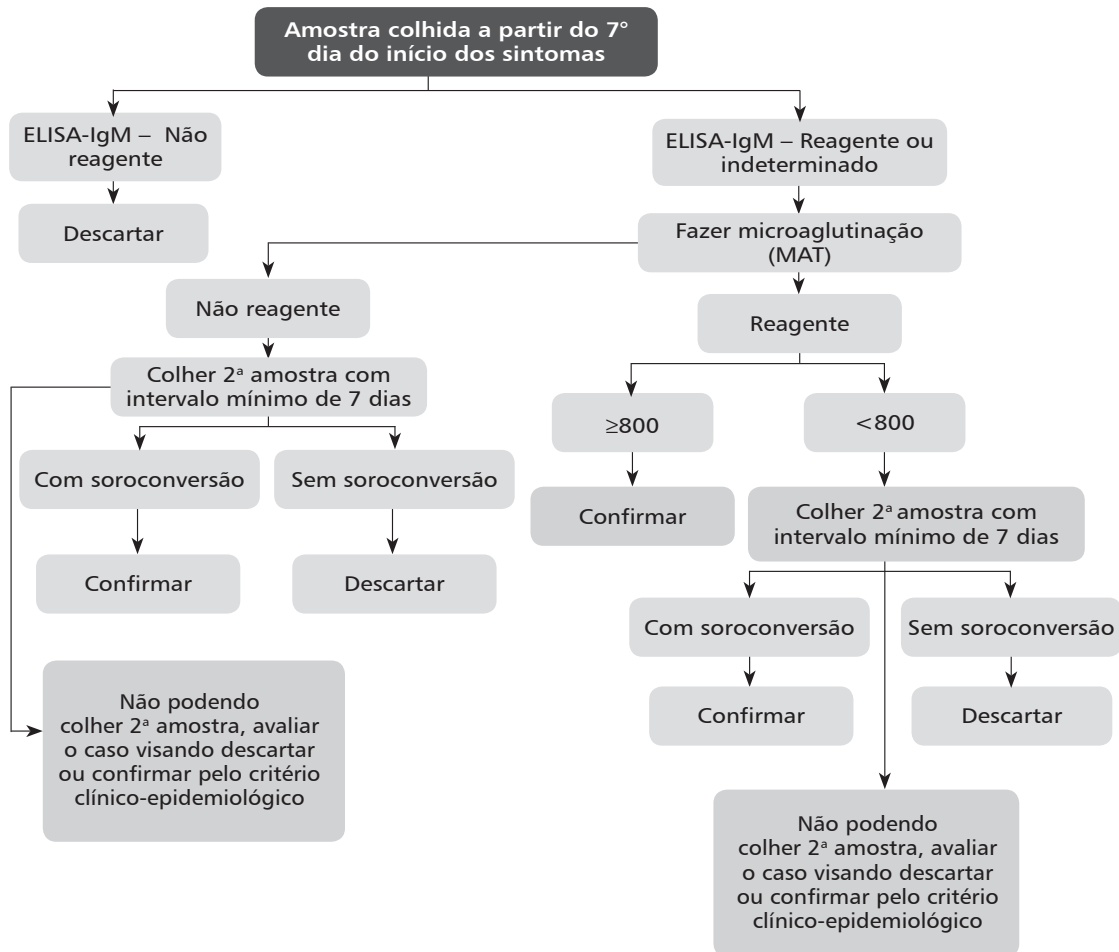 Amostra colhida a partir do 7°
dia do início dos sintomas
ELISA-IgM – Não
reagente
ELISA-IgM – Reagente ou
indeterminado
Descartar
Fazer microaglutinação
(MAT)
Não reagente
Reagente
Colher 2ª amostra com
intervalo mínimo de 7 dias
≥800
<800
Com soroconversão
Sem soroconversão
Confirmar
Colher 2ª amostra com
intervalo mínimo de 7 dias
Confirmar
Descartar
Com soroconversão
Sem soroconversão
Confirmar
Descartar
Não podendo
colher 2ª amostra, avaliar
o caso visando descartar
ou confirmar pelo critério
clínico-epidemiológico
Não podendo
colher 2ª amostra, avaliar
o caso visando descartar
ou confirmar pelo critério
clínico-epidemiológico